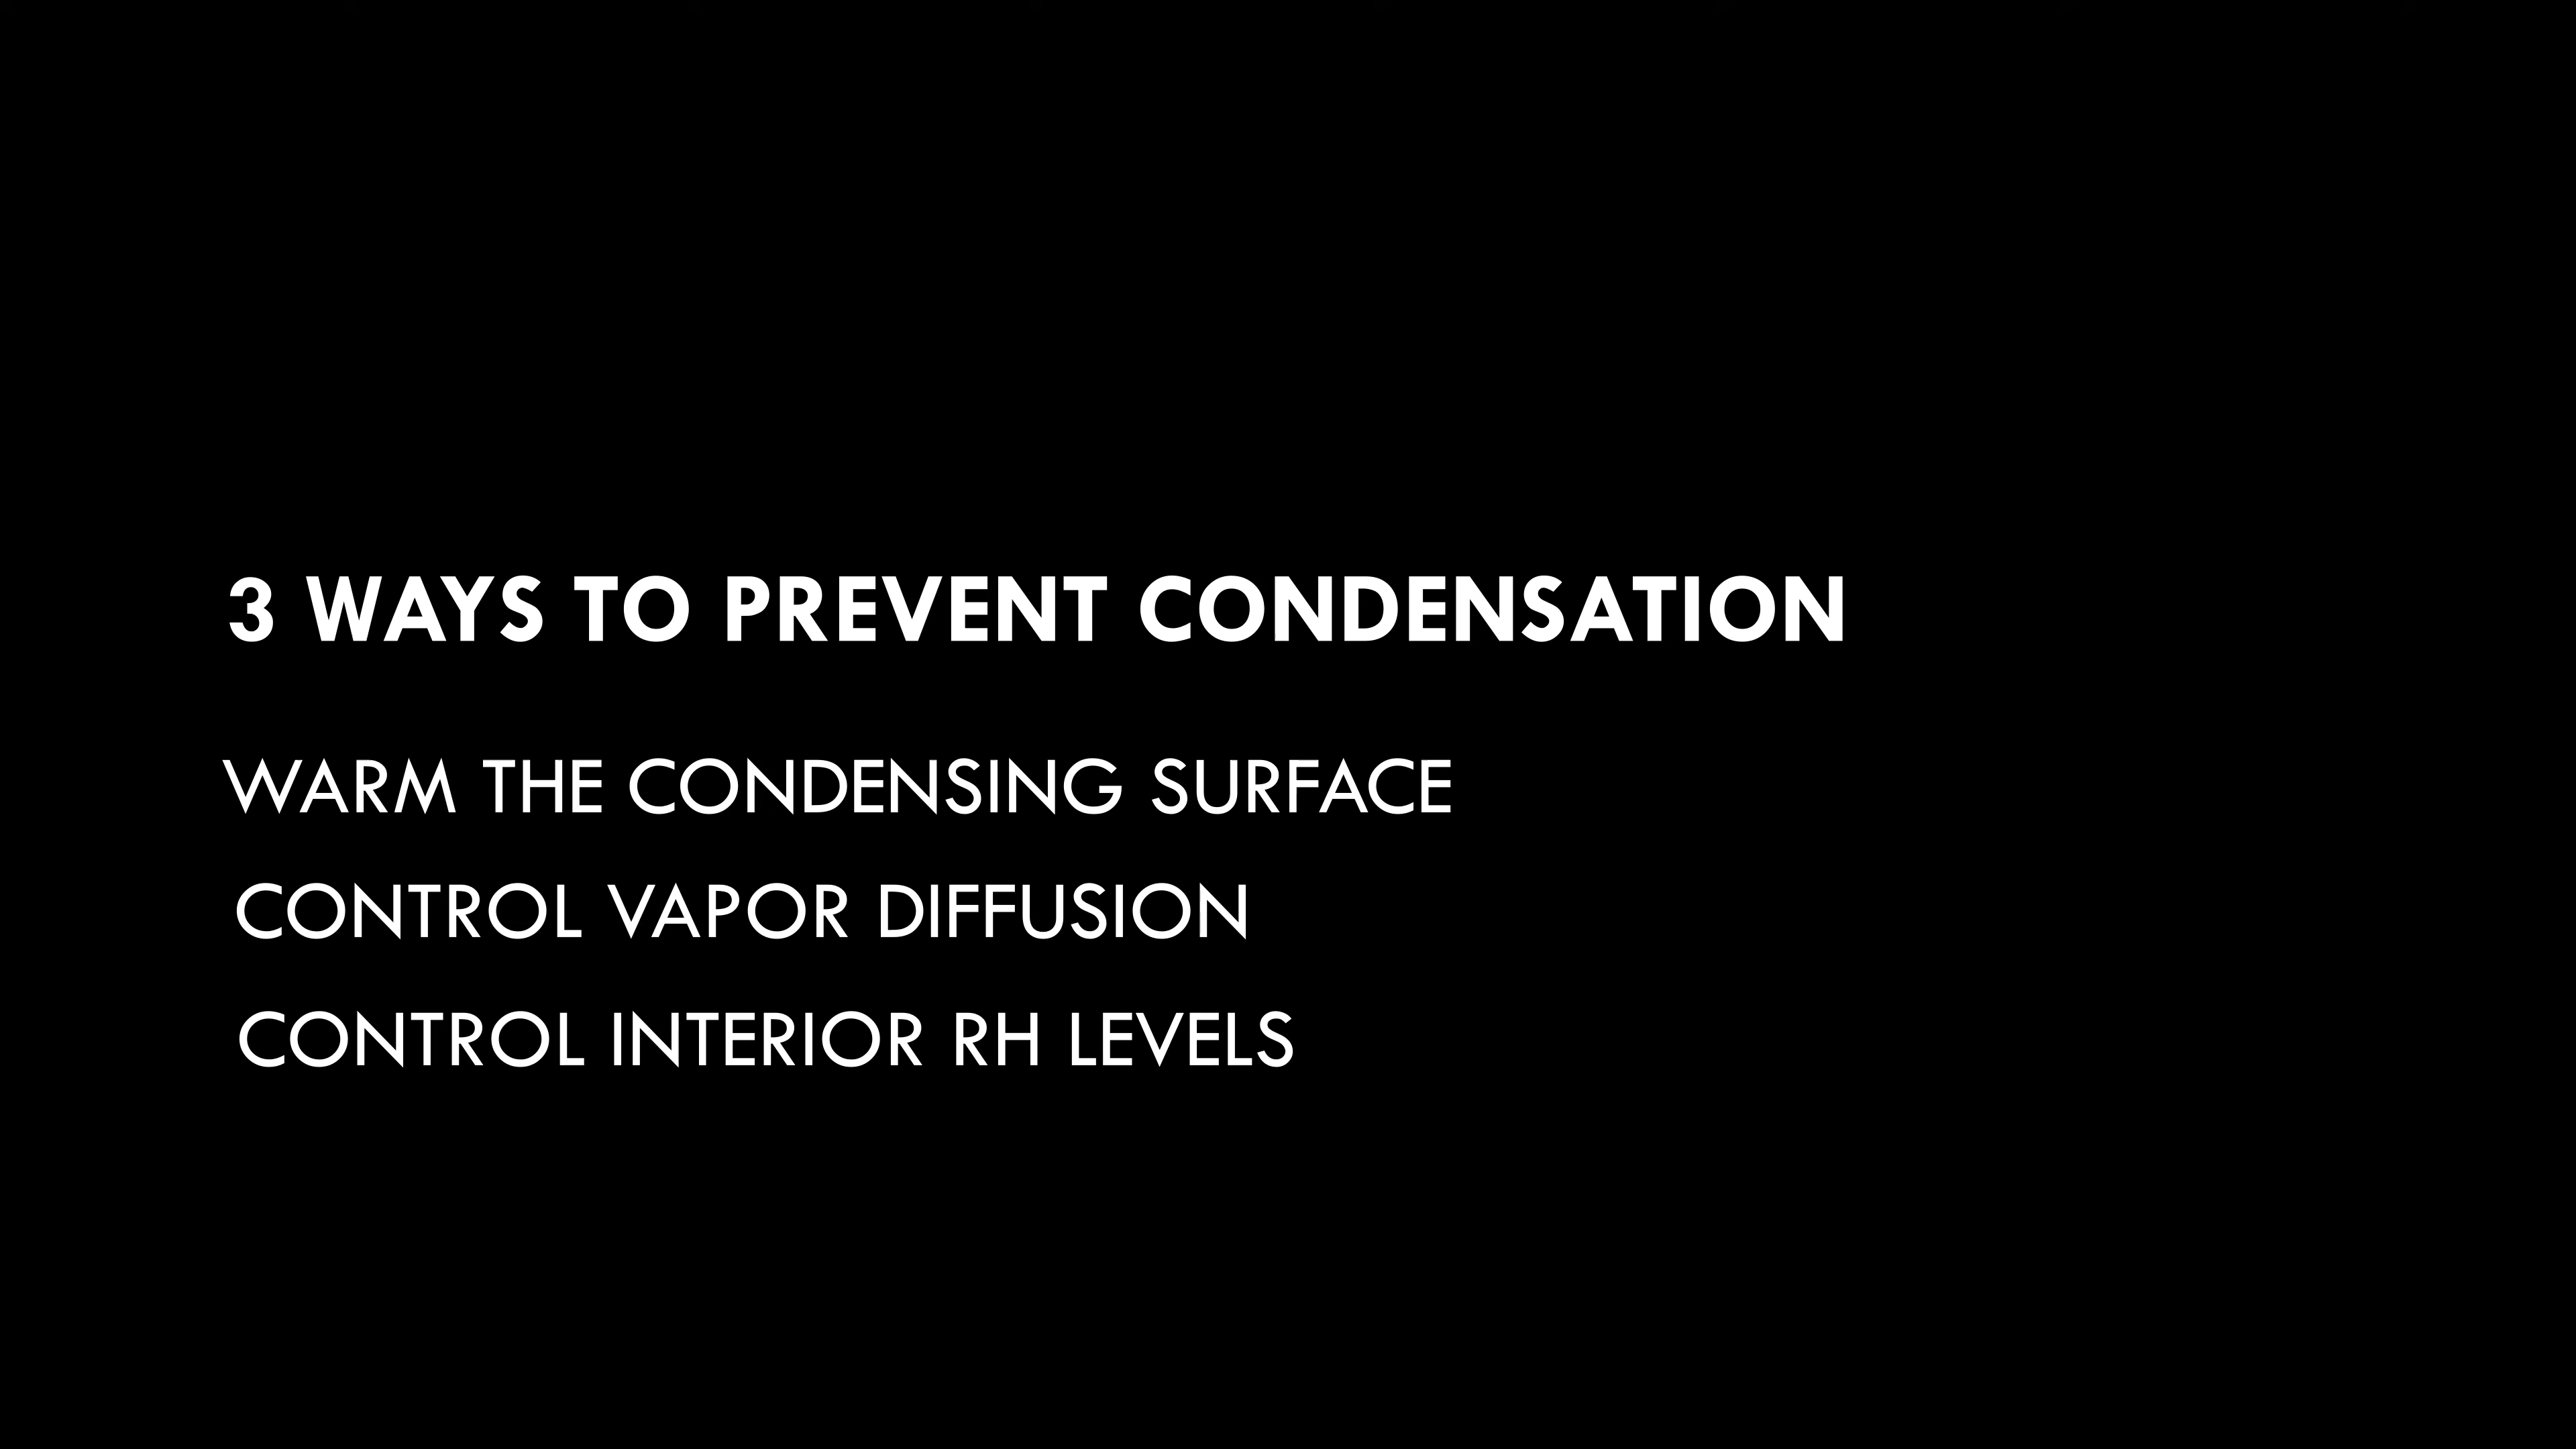 3 WAYS TO PREVENT CONDENSATION
WARM THE CONDENSING SURFACE
CONTROL VAPOR DIFFUSION
CONTROL INTERIOR RH LEVELS